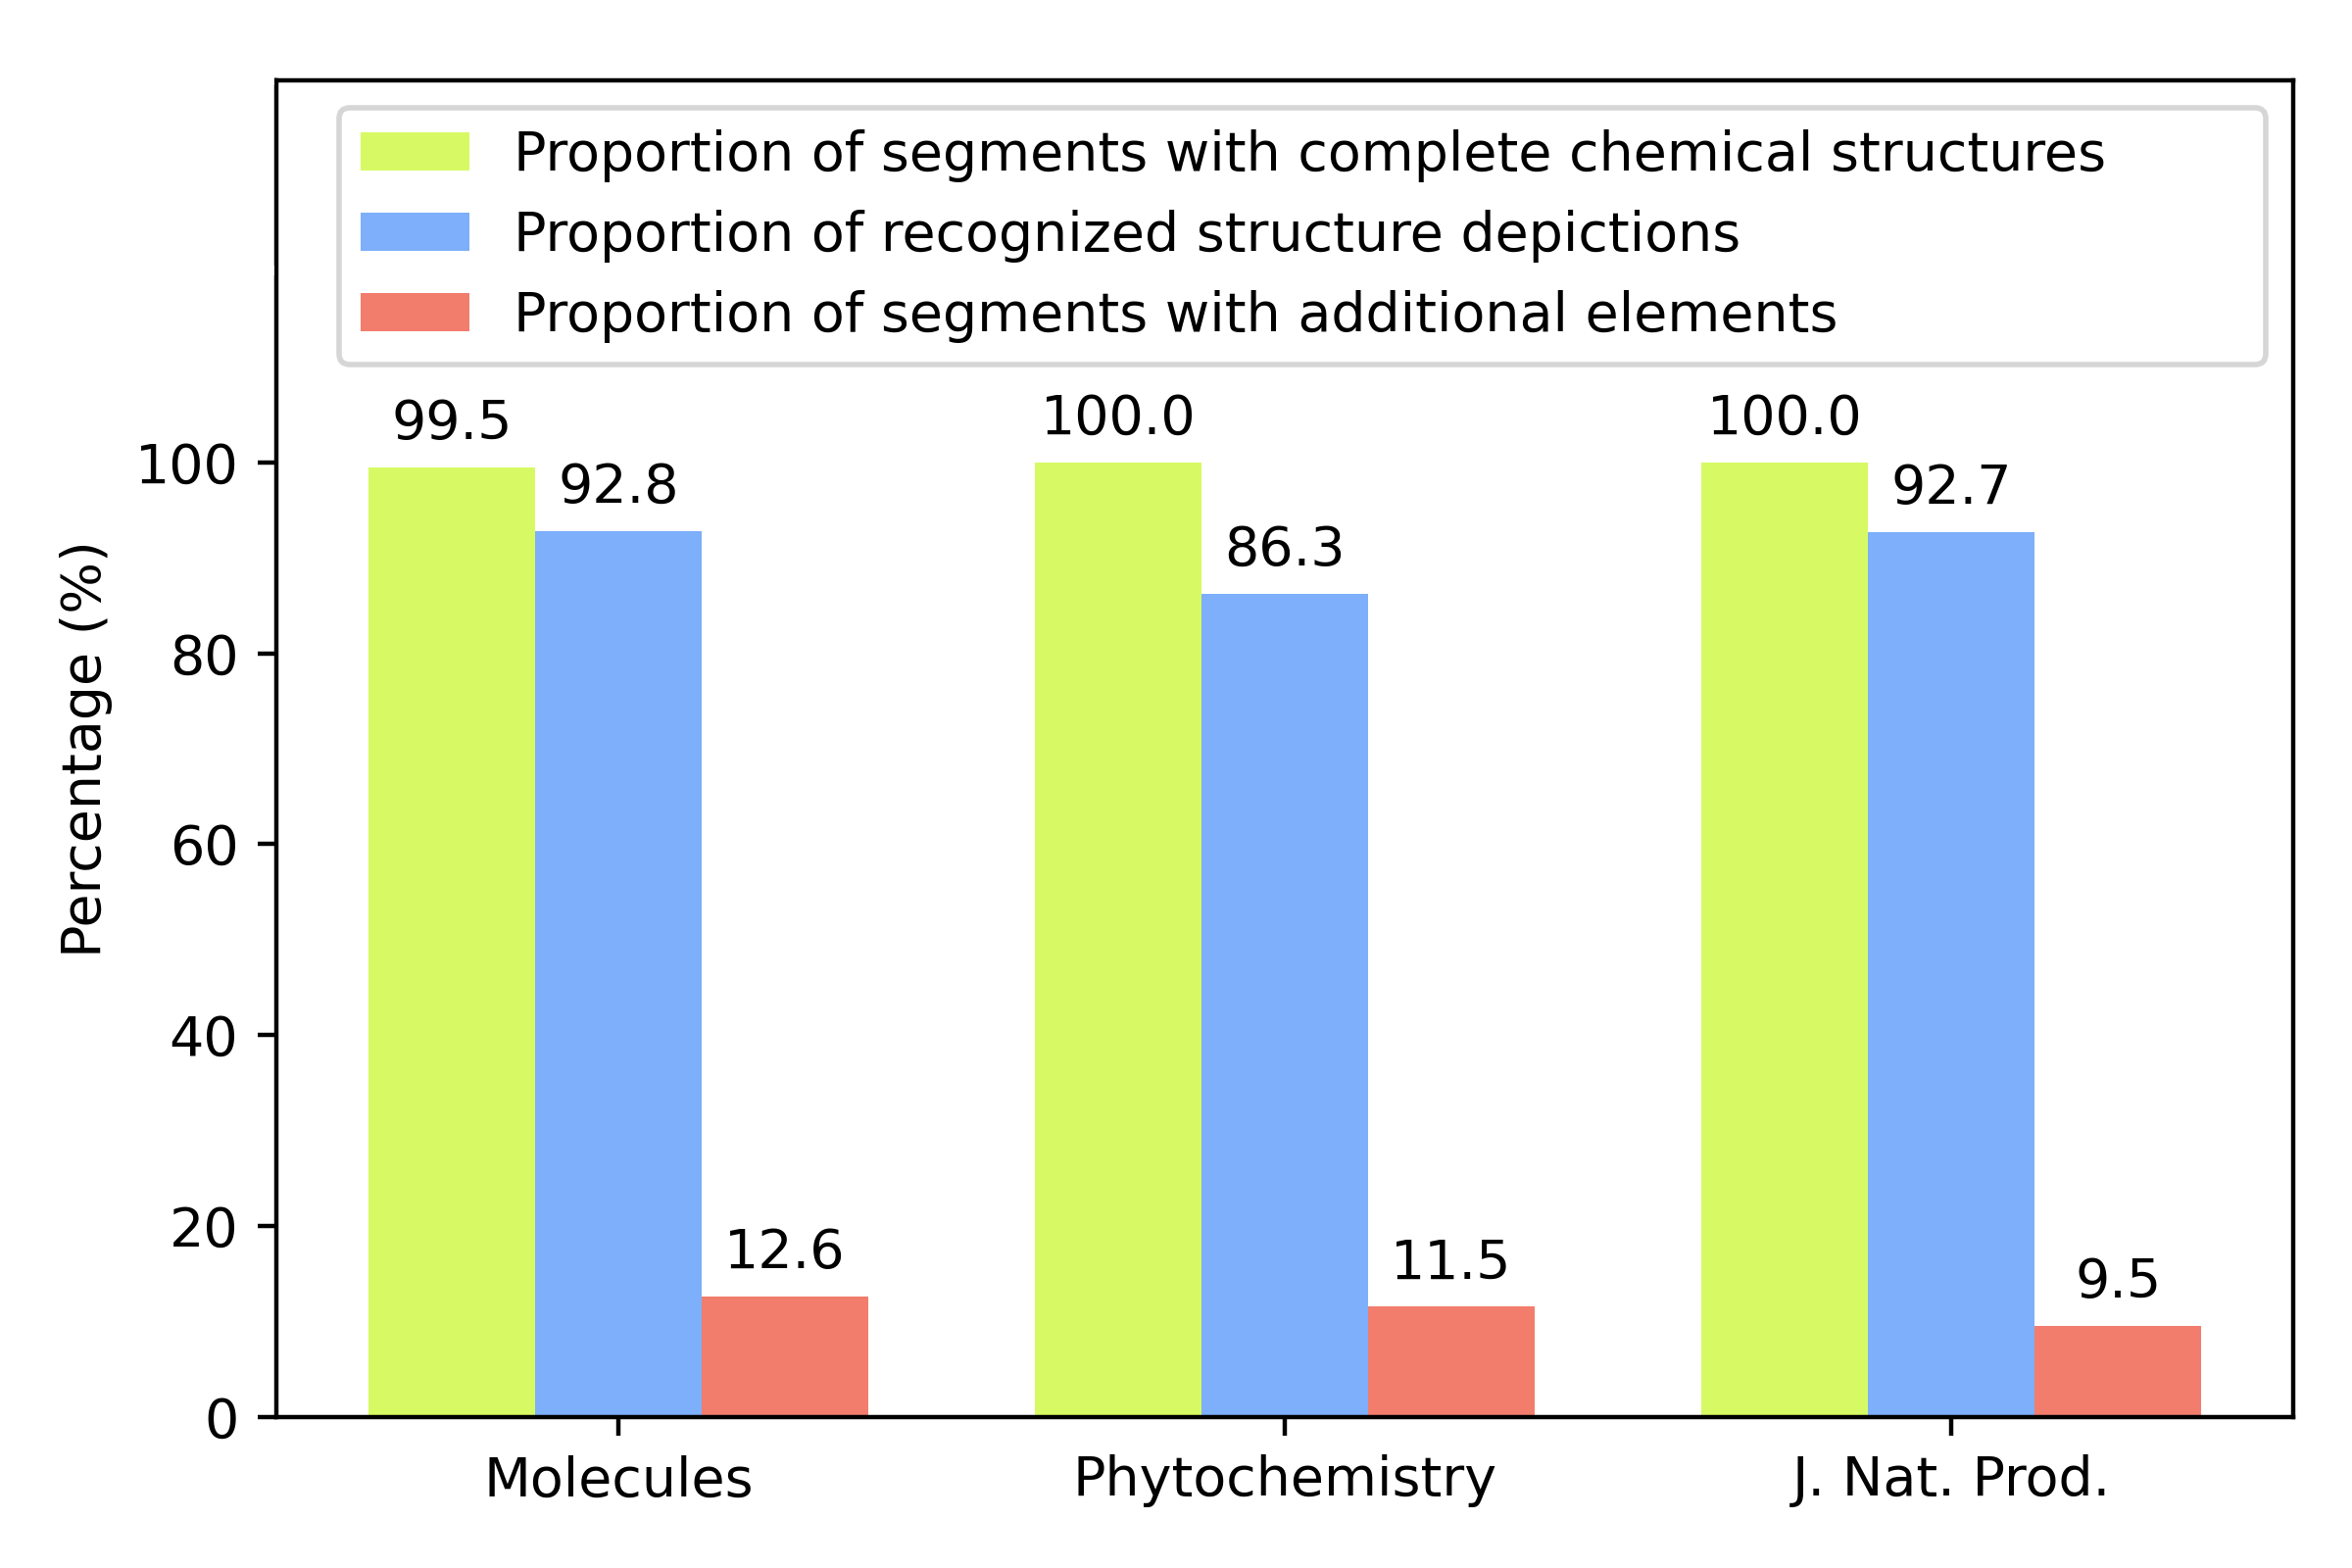 Proportion of segments with complete chemical structures
Proportion of recognized structure depictions
Proportion of segments with additional elements
99.5
92.8
12.6
100.0
86.3
11.5
100.0
92.7
9.5
100
80
60
40
20
0
Percentage (%)
Molecules
Phytochemistry
J. Nat. Prod.